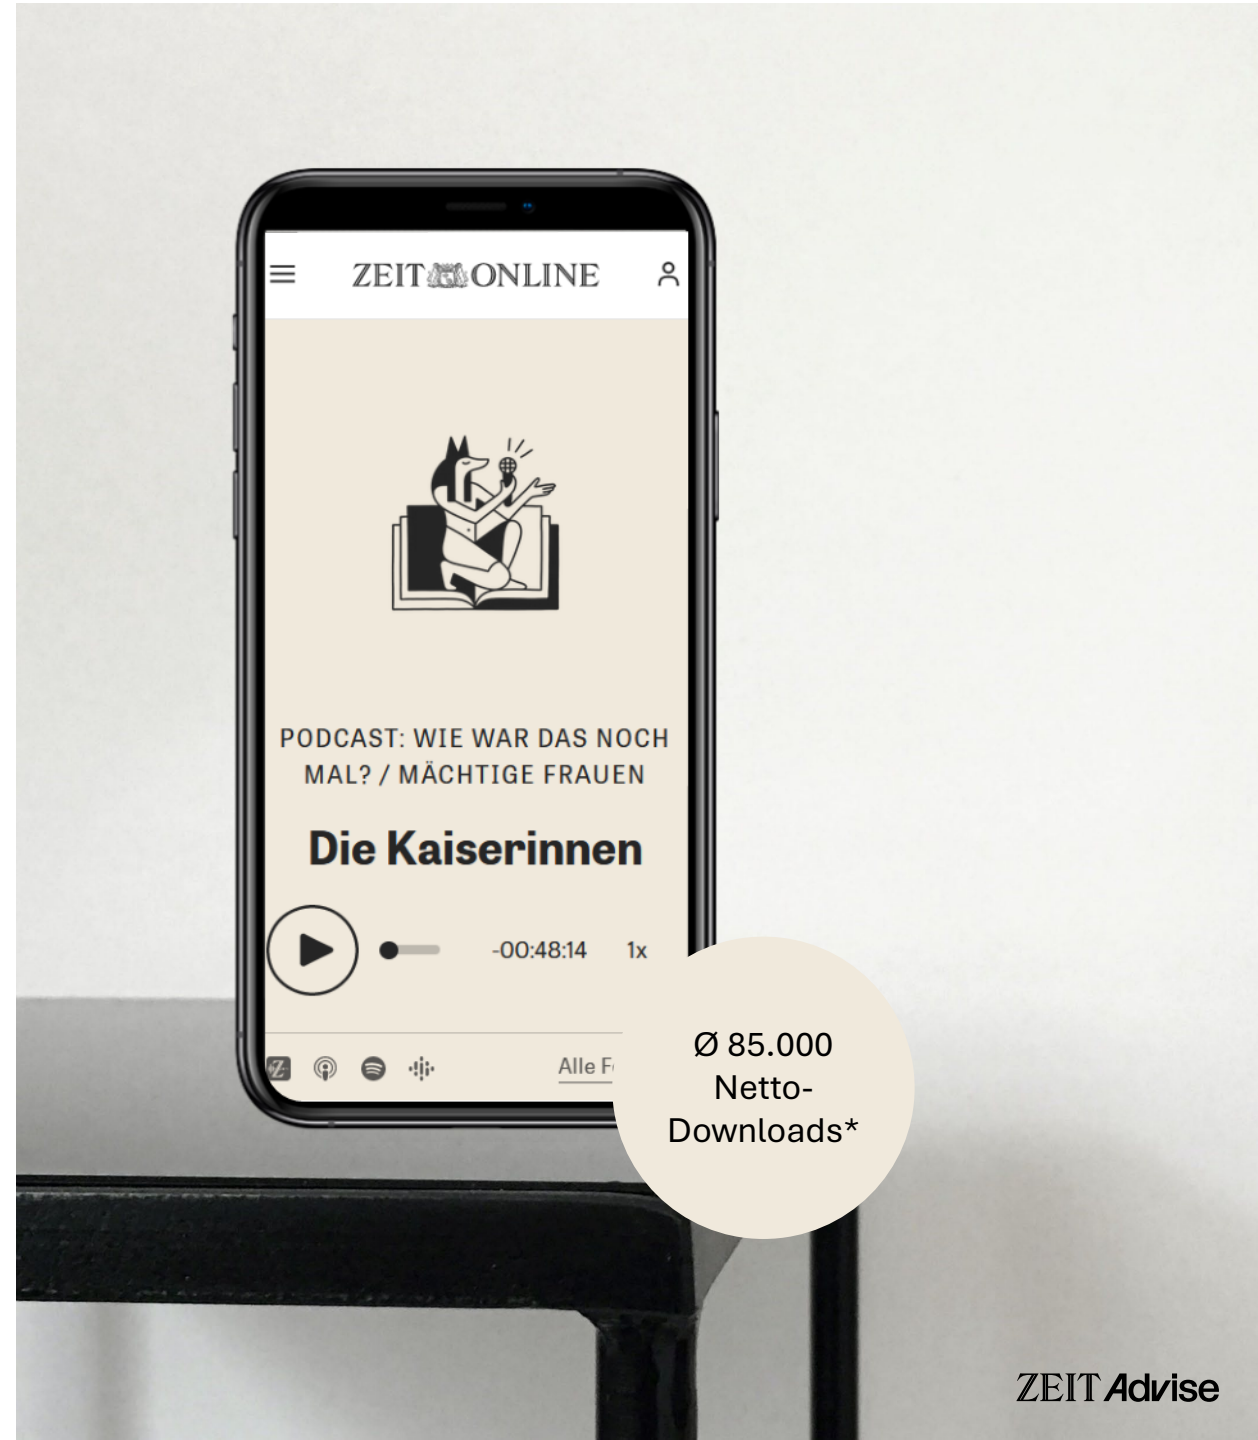 ZEIT ONLINE
PODCAST: WIE WAR DAS NOCH
MAL? / MÄCHTIGE FRAUEN
Die Kaiserinnen
-00:48:14 1x
Alle
Ø 85.000
Netto-
Downloads*
ZEIT Advise